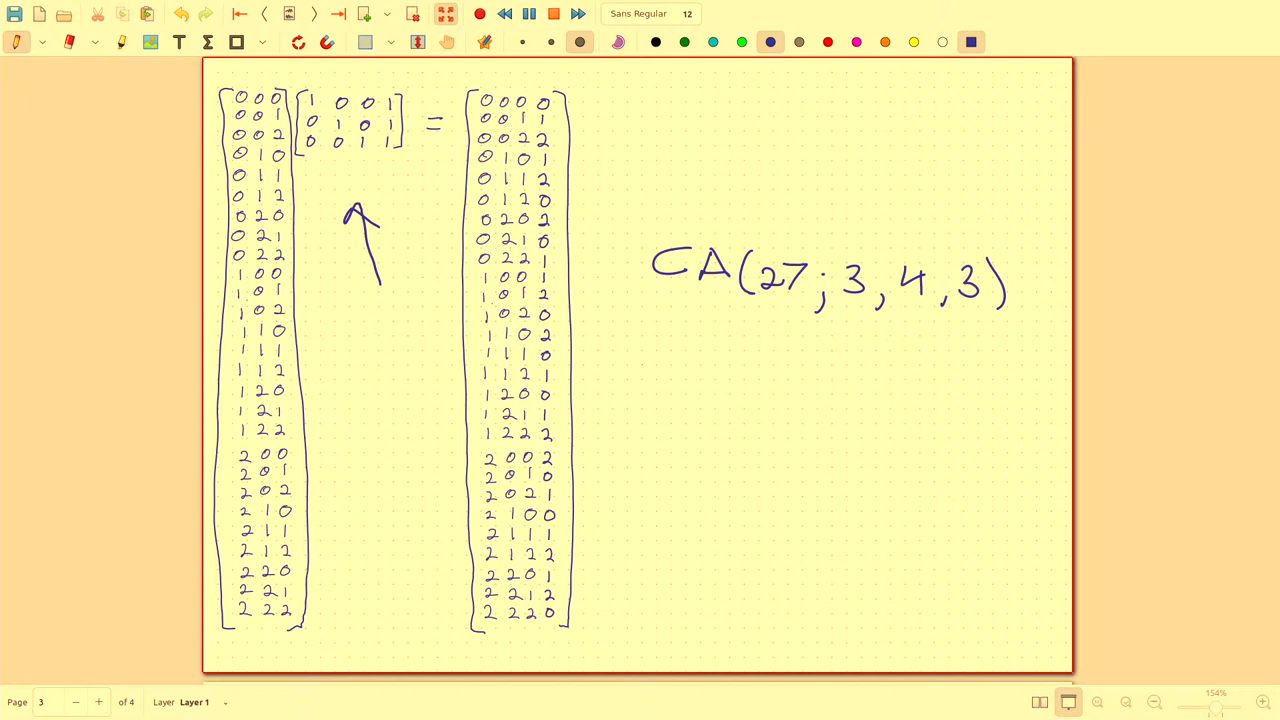 Sans Regular 12
0 0 0 1 0 0 1 = 0 0 0 0
0 0 1 0 1 0 1 0 0 1 1
0 0 2 0 0 1 1 0 0 2 2
0 1 0 0 1 0 1
0 1 1 0 1 1 2
0 1 2 0 1 2 0
0 2 0 0 2 0 2
0 2 1 0 2 1 0
0 2 2 0 2 2 1
1 0 0 1 0 0 1
1 0 1 1 0 1 2
1 0 2 1 0 2 0
1 1 0 1 1 0 2
1 1 1 1 1 1 0
1 1 2 1 1 2 1
1 2 0 1 2 0 0
1 2 1 1 2 1 1
1 2 2 1 2 2 2
2 0 0 2 0 0 2
2 0 1 2 0 1 0
2 0 2 2 0 2 1
2 1 0 2 1 0 0
2 1 1 2 1 1 1
2 1 2 2 1 2 2
2 2 0 2 2 0 1
2 2 1 2 2 1 2
2 2 2 2 2 2 0
CA(27; 3, 4, 3)
Page 3 − + of 4 Layer Layer 1
154%